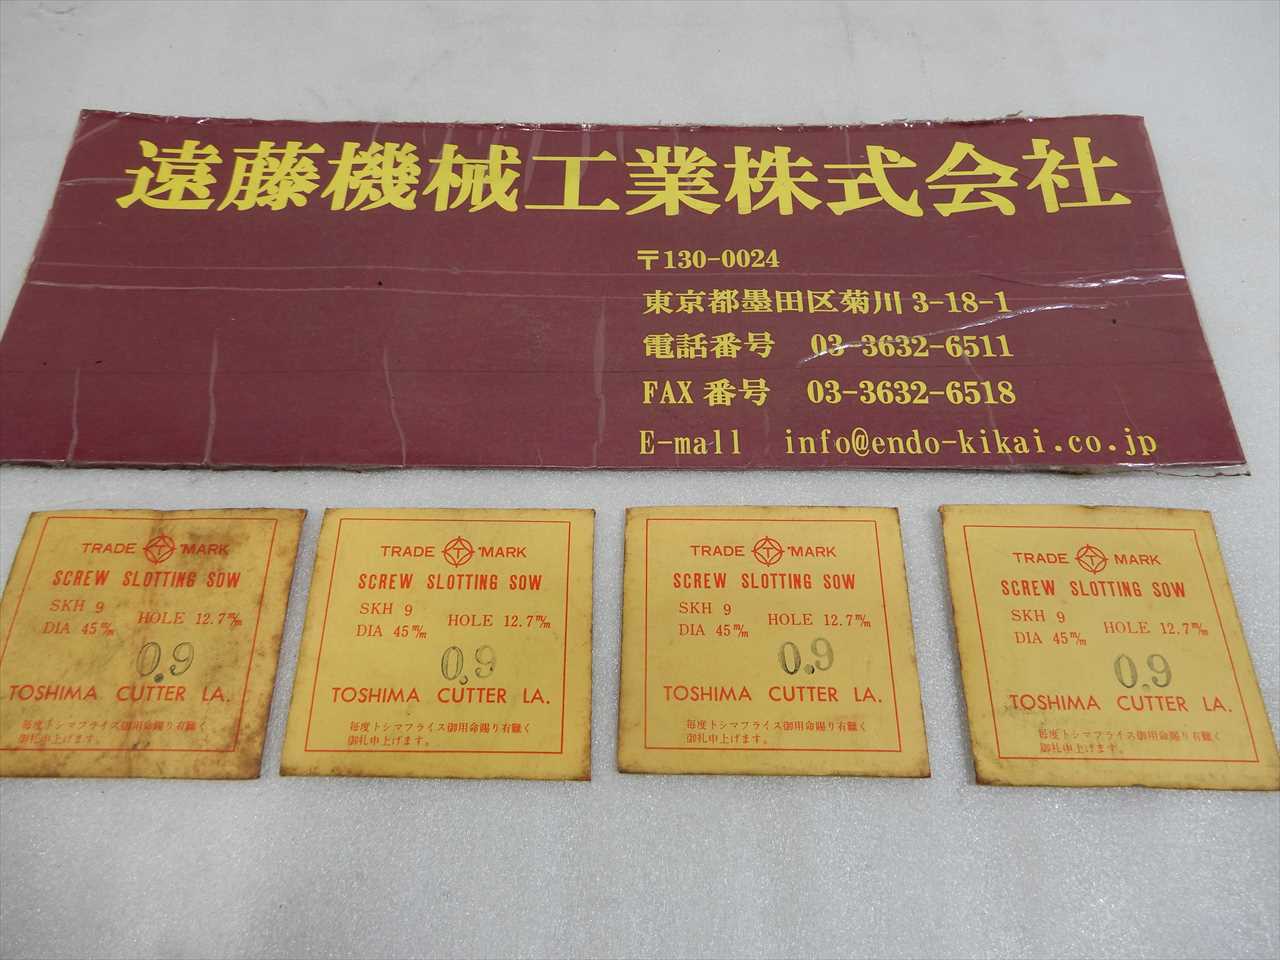 遠藤機械工業株式会社
〒130-0024
東京都墨田区菊川 3-18-1
電話番号 03-3632-6511
FAX 番号 03-3632-6518
E-mall info@endo-kikai.co.jp
TRADE T MARK
SCREW SLOTTING SOW
SKH 9
DIA 45 m/m HOLE 12.7 m/m
0.9
TOSHIMA CUTTER LA.
毎度トシマフライス御用命賜り有難く
御礼申上げます。
TRADE T MARK
SCREW SLOTTING SOW
SKH 9
DIA 45 m/m HOLE 12.7 m/m
0.9
TOSHIMA CUTTER LA.
毎度トシマフライス御用命賜り有難く
御礼申上げます。
TRADE T MARK
SCREW SLOTTING SOW
SKH 9
DIA 45 m/m HOLE 12.7 m/m
0.9
TOSHIMA CUTTER LA.
毎度トシマフライス御用命賜り有難く
御礼申上げます。
TRADE T MARK
SCREW SLOTTING SOW
SKH 9
DIA 45 m/m HOLE 12.7 m/m
0.9
TOSHIMA CUTTER LA.
毎度トシマフライス御用命賜り有難く
御礼申上げます。